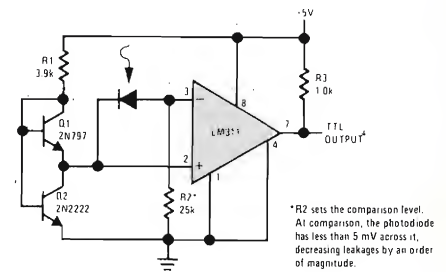 5V
R1
3.9k
R3
1.0k
Q1
2N797
3
8
LM311
7
TTL
OUTPUT*
2
4
1
Q2
2N2222
R2*
25k
*R2 sets the comparison level.
At comparison, the photodiode
has less than 5 mV across it,
decreasing leakages by an order
of magnitude.